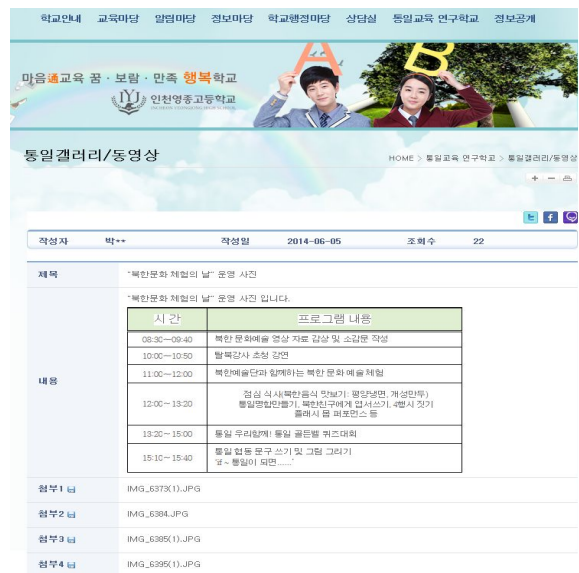 학교안내 교육마당 알림마당 정보마당 학교행정마당 상담실 통일교육 연구학교 정보공개
A B
마음通교육 꿈·보람·만족 행복학교
인천영종고등학교
통일갤러리/동영상
HOME > 통일교육 연구학교 > 통일갤러리/동영상
작성자 박** 작성일 2014-06-05 조회수 22
제목 "북한문화 체험의 날" 운영 사진
내용
"북한문화 체험의 날" 운영 사진 입니다.
시 간 프로그램 내용
08:30~09:40 북한 문화예술 영상 자료 감상 및 소감문 작성
10:00~10:50 탈북강사 초청 강연
11:00~12:00 북한예술단과 함께하는 북한 문화 예술 체험
12:00~13:20 점심 식사(북한음식 맛보기: 평양냉면, 개성만두)
통일명함만들기, 북한친구에게 엽서쓰기, 4행시 짓기
플래시 몹 퍼포먼스 등
13:20~15:00 통일 우리함께! 통일 골든벨 퀴즈대회
15:10~15:40 통일 협동 문구 쓰기 및 그림 그리기
'if ~ 통일이 되면......'
첨부1 IMG_6373(1).JPG
첨부2 IMG_6384.JPG
첨부3 IMG_6385(1).JPG
첨부4 IMG_6395(1).JPG